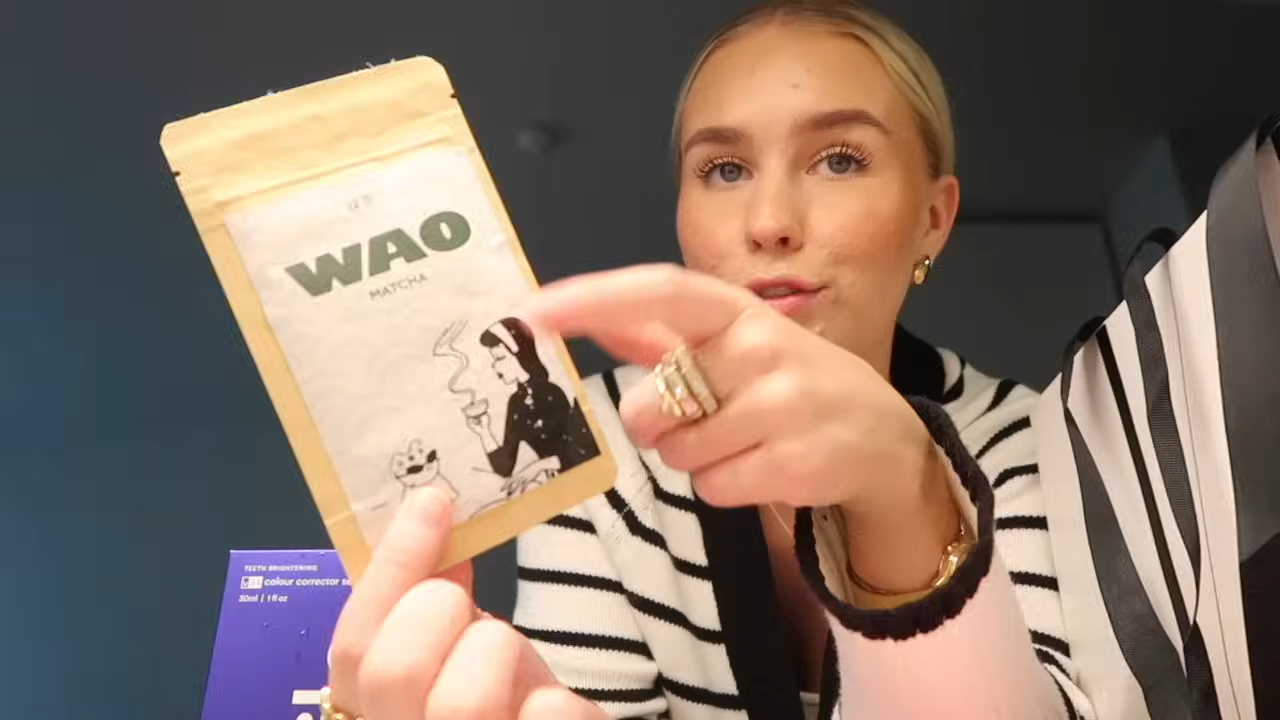 WAO
MATCHA
TEETH BRIGHTENING
colour corrector
30ml | 1 fl oz